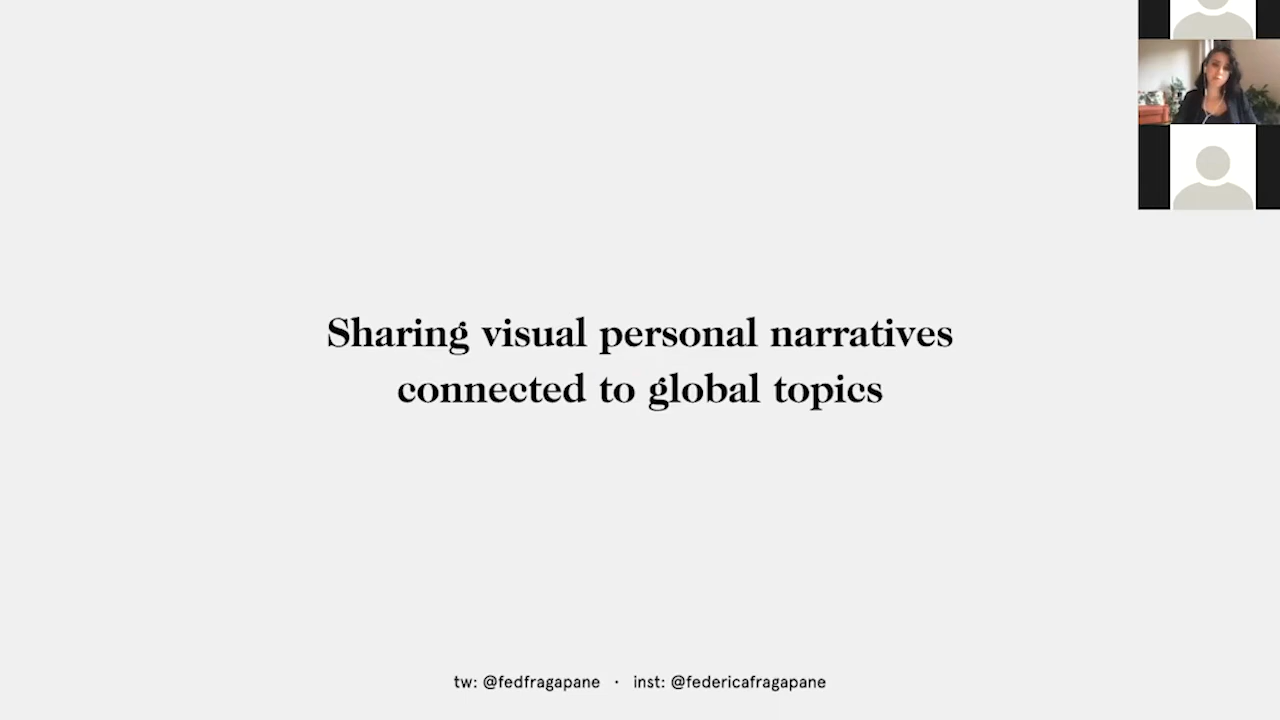 Sharing visual personal narratives
connected to global topics
tw: @fedfragapane · inst: @federicafragapane